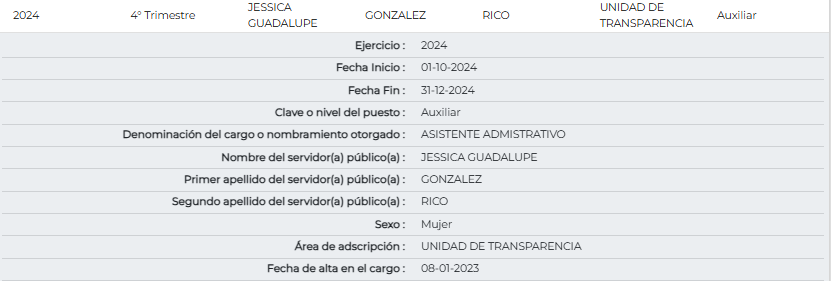 2024 4° Trimestre JESSICA GUADALUPE GONZALEZ RICO UNIDAD DE TRANSPARENCIA Auxiliar
Ejercicio : 2024
Fecha Inicio : 01-10-2024
Fecha Fin : 31-12-2024
Clave o nivel del puesto : Auxiliar
Denominación del cargo o nombramiento otorgado : ASISTENTE ADMISTRATIVO
Nombre del servidor(a) público(a) : JESSICA GUADALUPE
Primer apellido del servidor(a) público(a) : GONZALEZ
Segundo apellido del servidor(a) público(a) : RICO
Sexo : Mujer
Área de adscripción : UNIDAD DE TRANSPARENCIA
Fecha de alta en el cargo : 08-01-2023